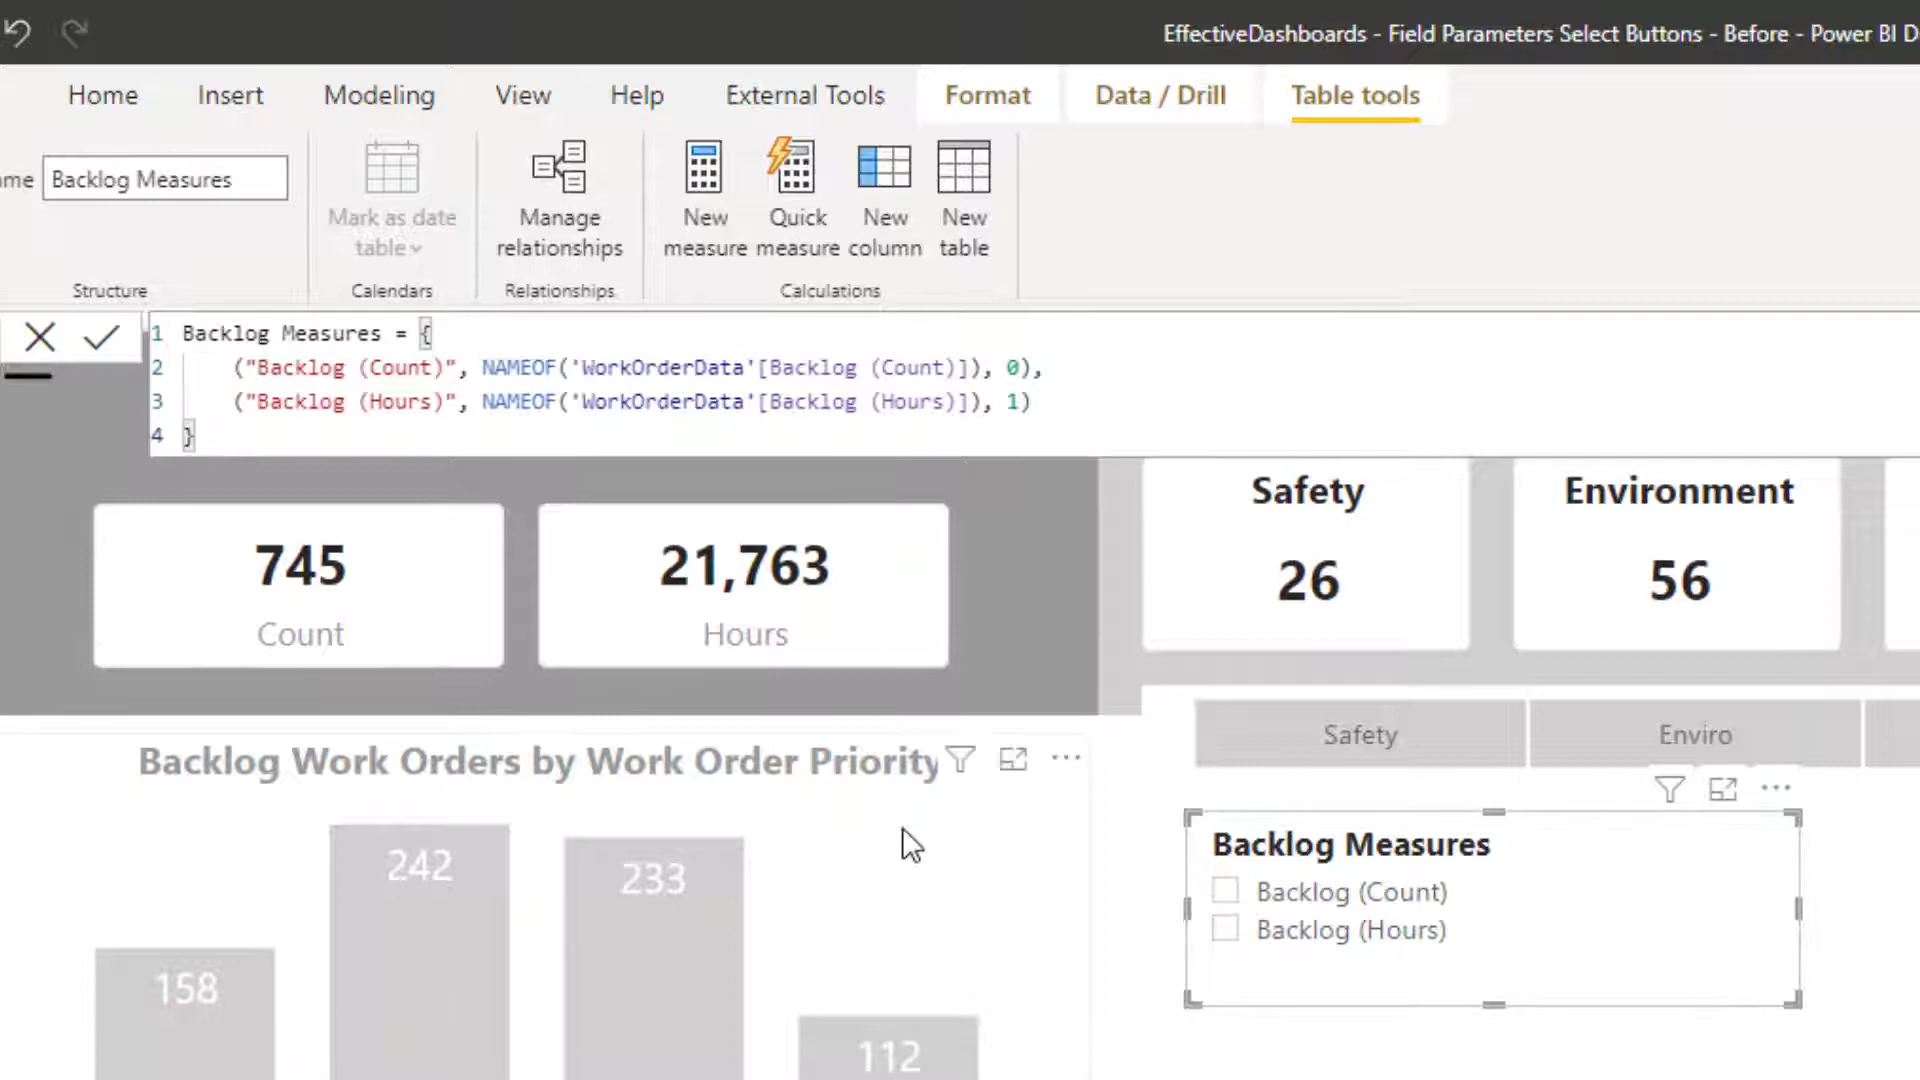 EffectiveDashboards - Field Parameters Select Buttons - Before - Power BI D
Home Insert Modeling View Help External Tools Format Data / Drill Table tools
me Backlog Measures
Mark as date table
Manage relationships
New measure
Quick measure
New column
New table
Structure Calendars Relationships Calculations
1 Backlog Measures = {
2 ("Backlog (Count)", NAMEOF('WorkOrderData'[Backlog (Count)]), 0),
3 ("Backlog (Hours)", NAMEOF('WorkOrderData'[Backlog (Hours)]), 1)
4 }
745
Count
21,763
Hours
Safety
26
Environment
56
Safety Enviro
Backlog Work Orders by Work Order Priority
158
242
233
112
Backlog Measures
Backlog (Count)
Backlog (Hours)